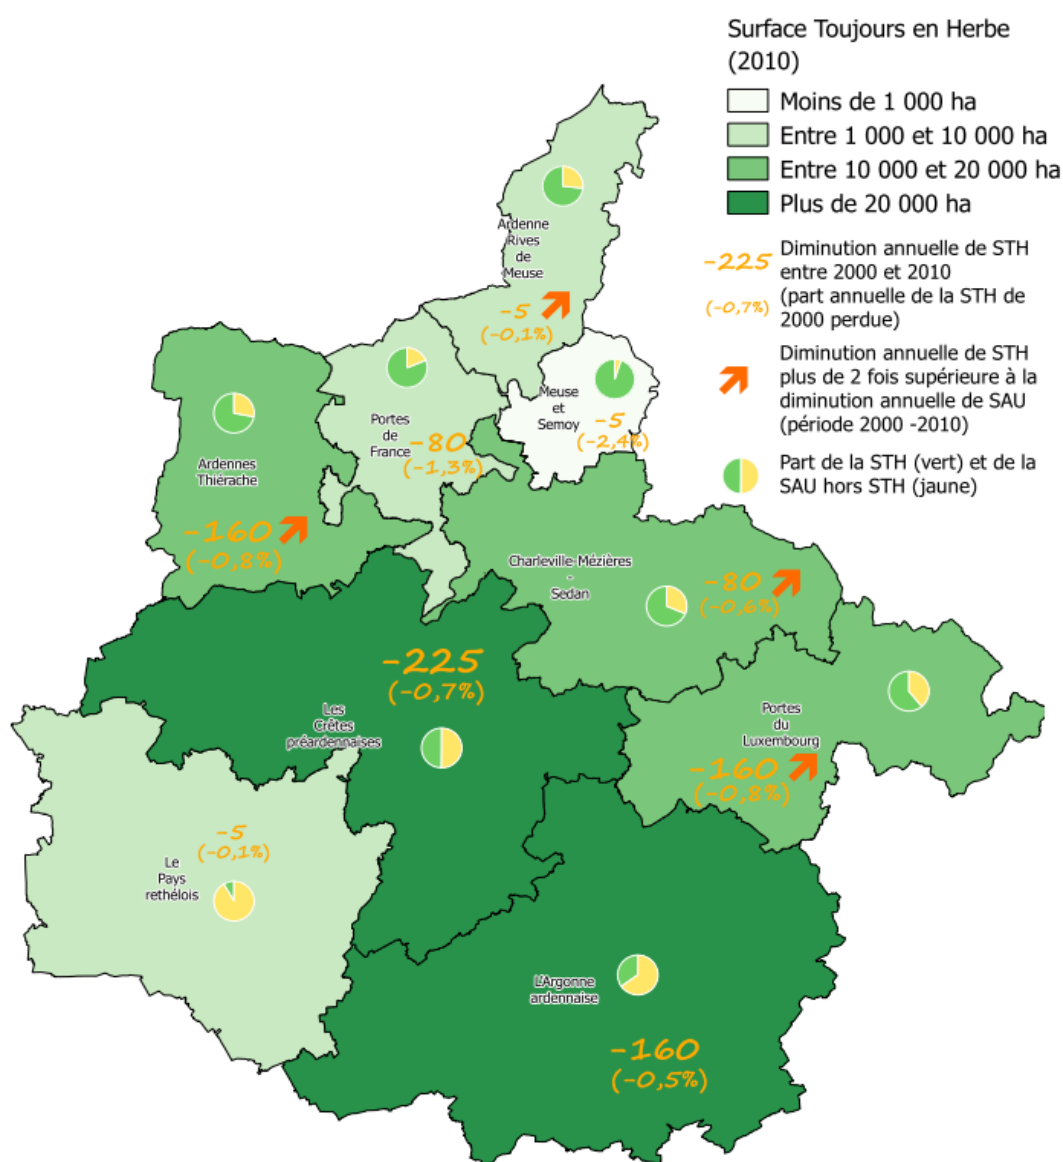 Surface Toujours en Herbe
(2010)
Moins de 1 000 ha
Entre 1 000 et 10 000 ha
Entre 10 000 et 20 000 ha
Plus de 20 000 ha
-225
(-0,7%)
Diminution annuelle de STH
entre 2000 et 2010
(part annuelle de la STH de
2000 perdue)
Diminution annuelle de STH
plus de 2 fois supérieure à la
diminution annuelle de SAU
(période 2000 -2010)
Part de la STH (vert) et de la
SAU hors STH (jaune)
Ardenne
Rives
de
Meuse
-5
(-0,1%)
Meuse
et
Semoy
-5
(-2,4%)
Portes
de
France
-80
(-1,3%)
Ardennes
Thiérache
-160
(-0,8%)
Charleville-Mézières
-
Sedan
-80
(-0,6%)
Les
Crêtes
préardennaises
-225
(-0,7%)
Portes
du
Luxembourg
-160
(-0,8%)
Le
Pays
rethélois
-5
(-0,1%)
L'Argonne
ardennaise
-160
(-0,5%)